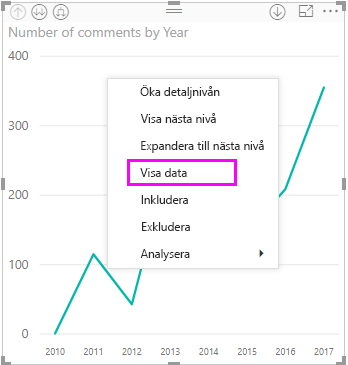 Number of comments by Year
400
300
200
100
0
2010 2011 2012 2013 2014 2015 2016 2017
Öka detaljnivån
Visa nästa nivå
Expandera till nästa nivå
Visa data
Inkludera
Exkludera
Analysera